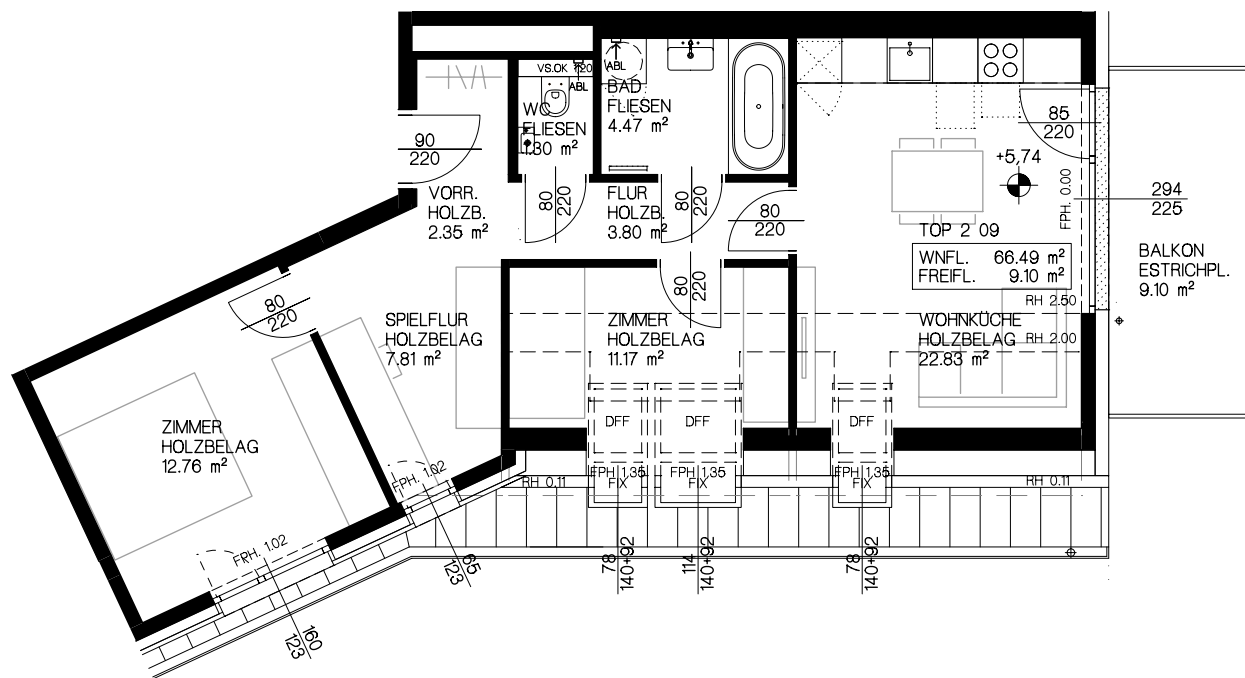 VS.OK 1.20
ABL
ABL
BAD
FLIESEN
4.47 m²
WC
FLIESEN
1.30 m²
90
220
85
220
+5,74
VORR.
HOLZB.
2.35 m²
80
220
FLUR
HOLZB.
3.80 m²
80
220
80
220
FPH. 0.00
294
225
TOP 2 09
WNFL. 66.49 m²
FREIFL. 9.10 m²
BALKON
ESTRICHPL.
9.10 m²
80
220
80
220
RH 2.50
SPIELFLUR
HOLZBELAG
7.81 m²
ZIMMER
HOLZBELAG
11.17 m²
WOHNKÜCHE
HOLZBELAG
22.83 m²
RH 2.00
ZIMMER
HOLZBELAG
12.76 m²
DFF
DFF
DFF
FPH 1.02
RH 0.11
FPH 1.35
FIX
FPH 1.35
FIX
FPH 1.35
FIX
RH 0.11
FRH. 1.02
65
123
78
140+92
114
140+92
78
140+92
160
123